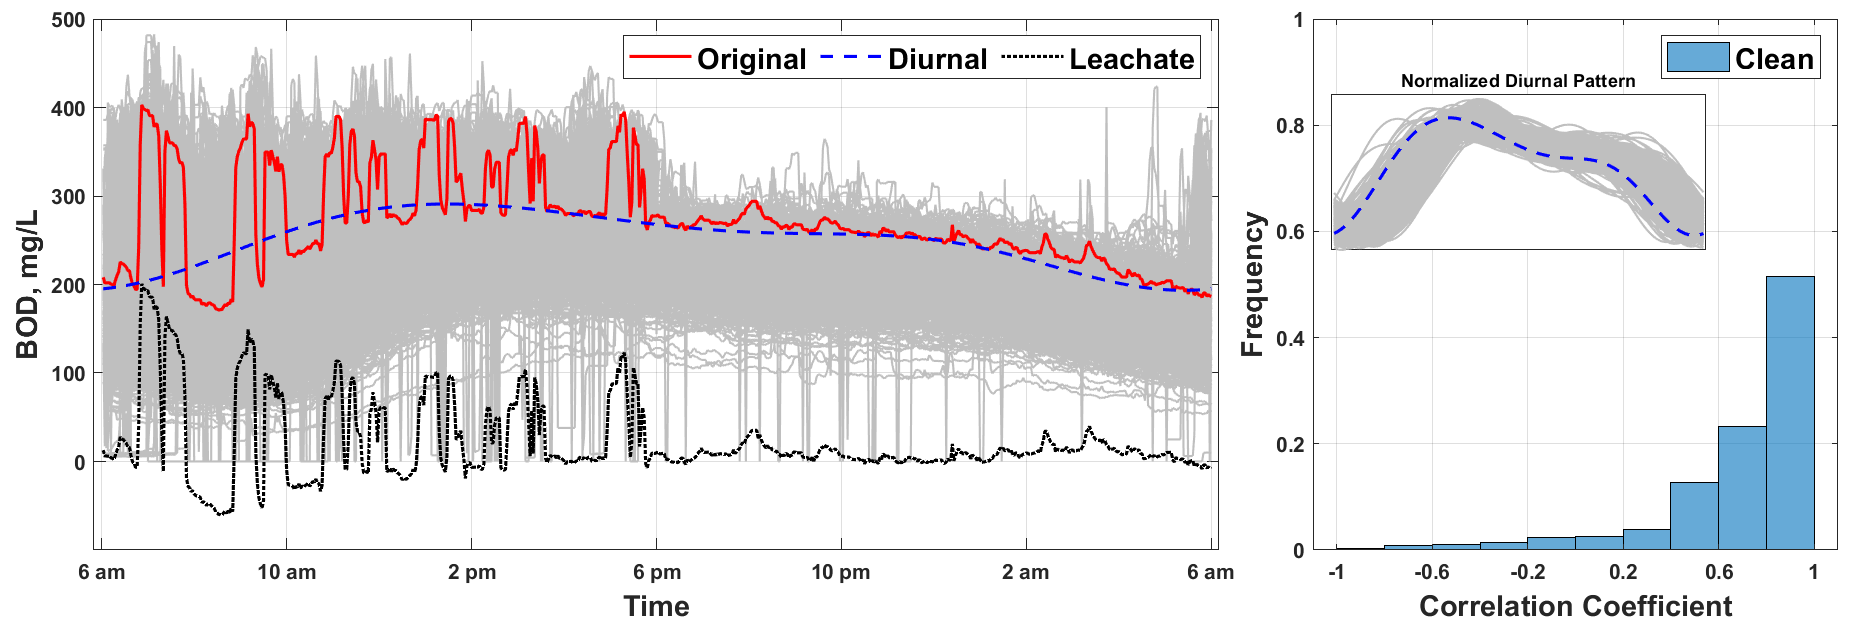 500
400
300
200
100
0
BOD, mg/L
Original Diurnal Leachate
6 am 10 am 2 pm 6 pm 10 pm 2 am 6 am
Time
1
0.8
0.6
0.4
0.2
0
Frequency
Clean
Normalized Diurnal Pattern
-1 -0.6 -0.2 0.2 0.6 1
Correlation Coefficient